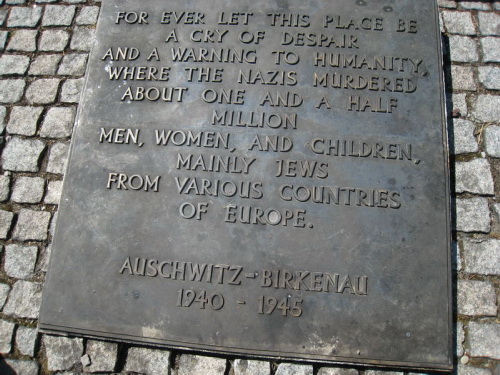 FOR EVER LET THIS PLACE BE
A CRY OF DESPAIR
AND A WARNING TO HUMANITY,
WHERE THE NAZIS MURDERED
ABOUT ONE AND A HALF
MILLION
MEN, WOMEN, AND CHILDREN,
MAINLY JEWS
FROM VARIOUS COUNTRIES
OF EUROPE.
AUSCHWITZ-BIRKENAU
1940 - 1945